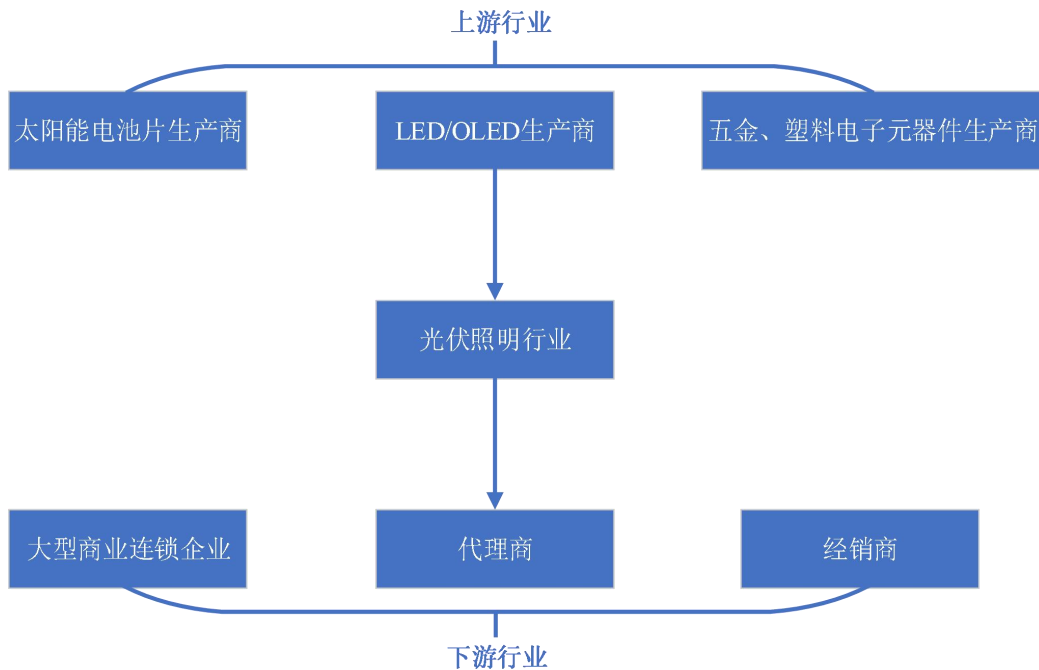 上游行业
太阳能电池片生产商
LED/OLED生产商
五金、塑料电子元器件生产商
光伏照明行业
大型商业连锁企业
代理商
经销商
下游行业